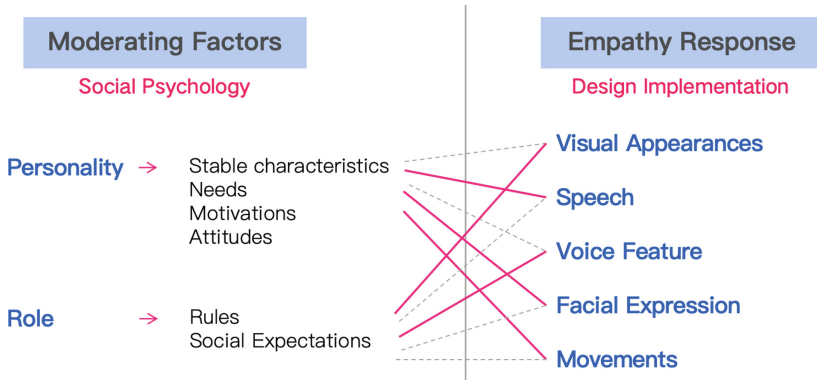 Moderating Factors
Social Psychology
Empathy Response
Design Implementation
Personality
Stable characteristics
Needs
Motivations
Attitudes
Role
Rules
Social Expectations
Visual Appearances
Speech
Voice Feature
Facial Expression
Movements